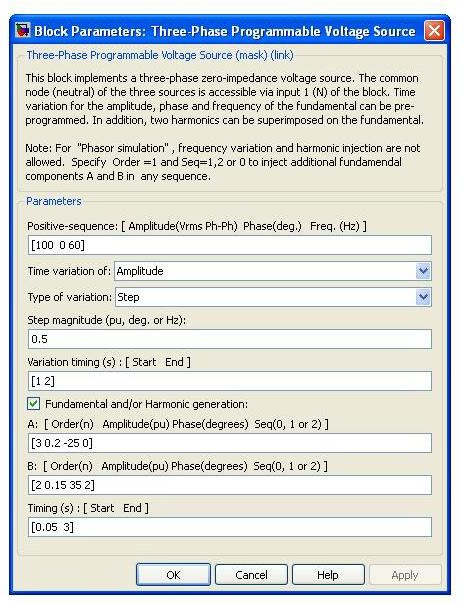 Block Parameters: Three-Phase Programmable Voltage Source
Three-Phase Programmable Voltage Source (mask) (link)
This block implements a three-phase zero-impedance voltage source. The common
node (neutral) of the three sources is accessible via input 1 (N) of the block. Time
variation for the amplitude, phase and frequency of the fundamental can be pre-
programmed. In addition, two harmonics can be superimposed on the fundamental.
Note: For "Phasor simulation" , frequency variation and harmonic injection are not
allowed. Specify Order =1 and Seq=1,2 or 0 to inject additional fundamendal
components A and B in any sequence.
Parameters
Positive-sequence: [ Amplitude(Vrms Ph-Ph) Phase(deg.) Freq. (Hz) ]
[100 0 60]
Time variation of: Amplitude
Type of variation: Step
Step magnitude (pu, deg. or Hz):
0.5
Variation timing (s) : [ Start End ]
[1 2]
Fundamental and/or Harmonic generation:
A: [ Order(n) Amplitude(pu) Phase(degrees) Seq(0, 1 or 2) ]
[3 0.2 -25 0]
B: [ Order(n) Amplitude(pu) Phase(degrees) Seq(0, 1 or 2) ]
[2 0.15 35 2]
Timing (s) : [ Start End ]
[0.05 3]
OK Cancel Help Apply